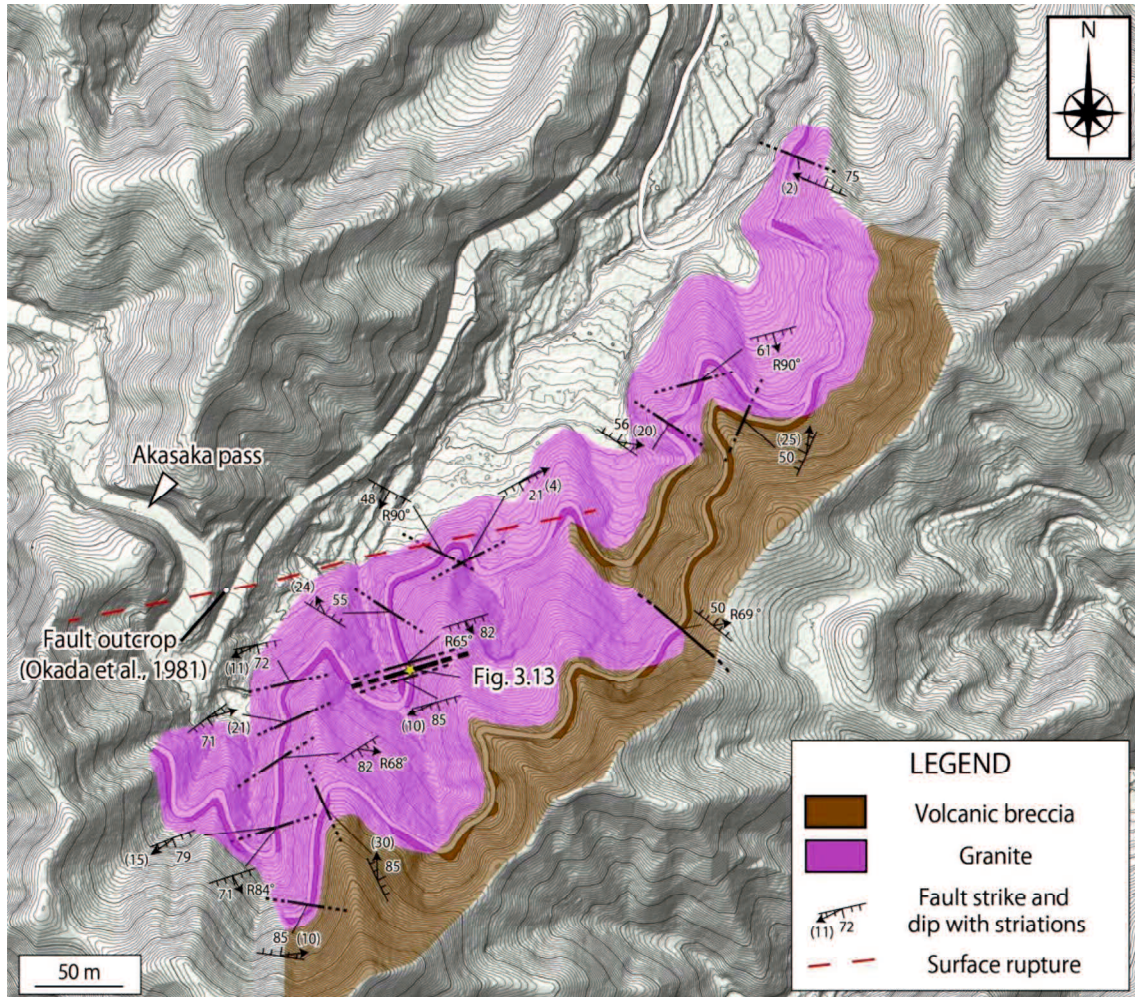 N
75
(2)
61
R90°
56
(20)
(25)
50
Akasaka pass
48
R90°
21
(4)
(24)
55
50
R69°
R65°
82
Fault outcrop
(Okada et al., 1981)
(11)
72
Fig. 3.13
(10)
85
71
(21)
82
R68°
(15)
79
(30)
85
71
R84°
85
(10)
50 m
LEGEND
Volcanic breccia
Granite
Fault strike and
dip with striations
(11)
72
Surface rupture